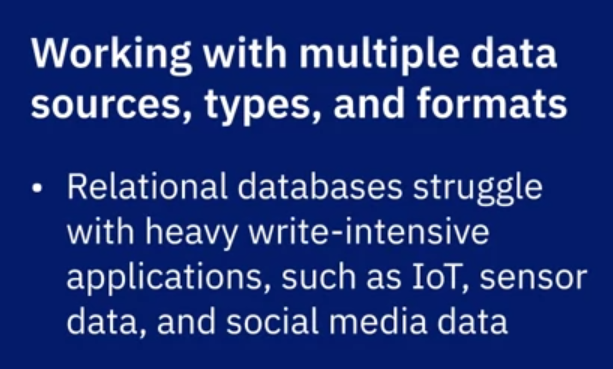 Working with multiple data
sources, types, and formats
• Relational databases struggle
with heavy write-intensive
applications, such as IoT, sensor
data, and social media data